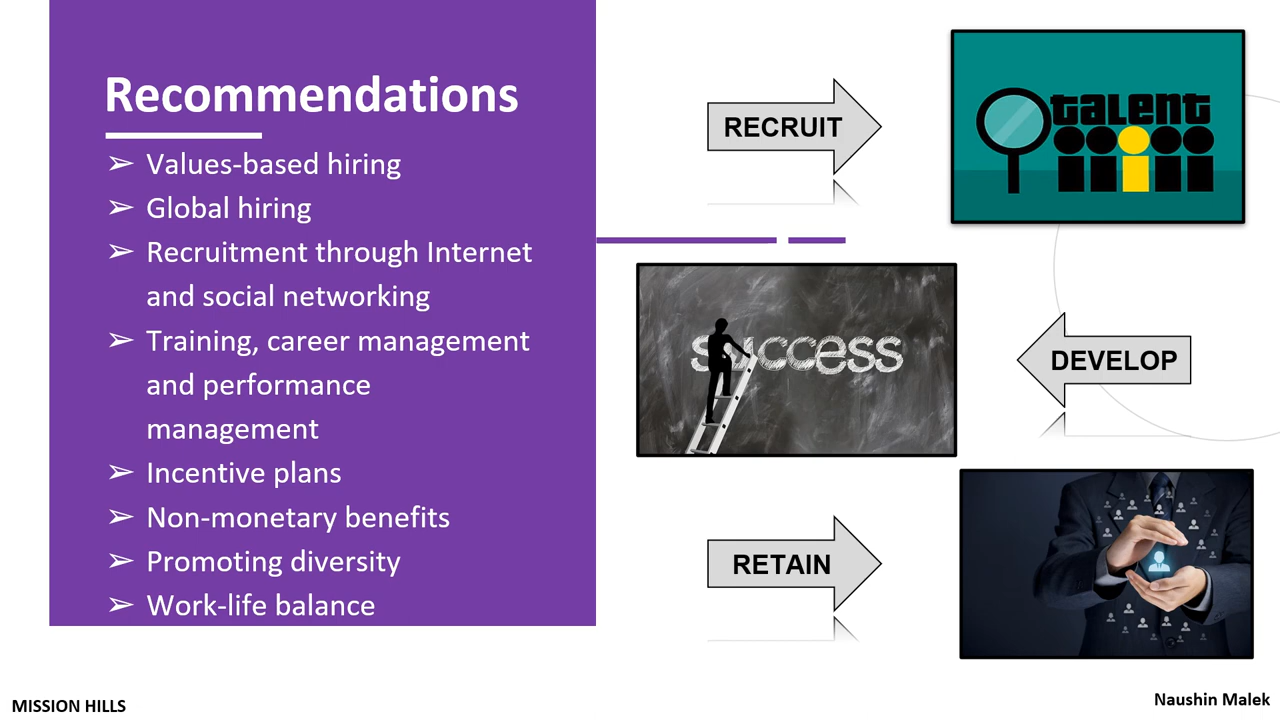 Recommendations
➢ Values-based hiring
➢ Global hiring
➢ Recruitment through Internet
and social networking
➢ Training, career management
and performance
management
➢ Incentive plans
➢ Non-monetary benefits
➢ Promoting diversity
➢ Work-life balance
RECRUIT
talent
success
DEVELOP
RETAIN
MISSION HILLS
Naushin Malek